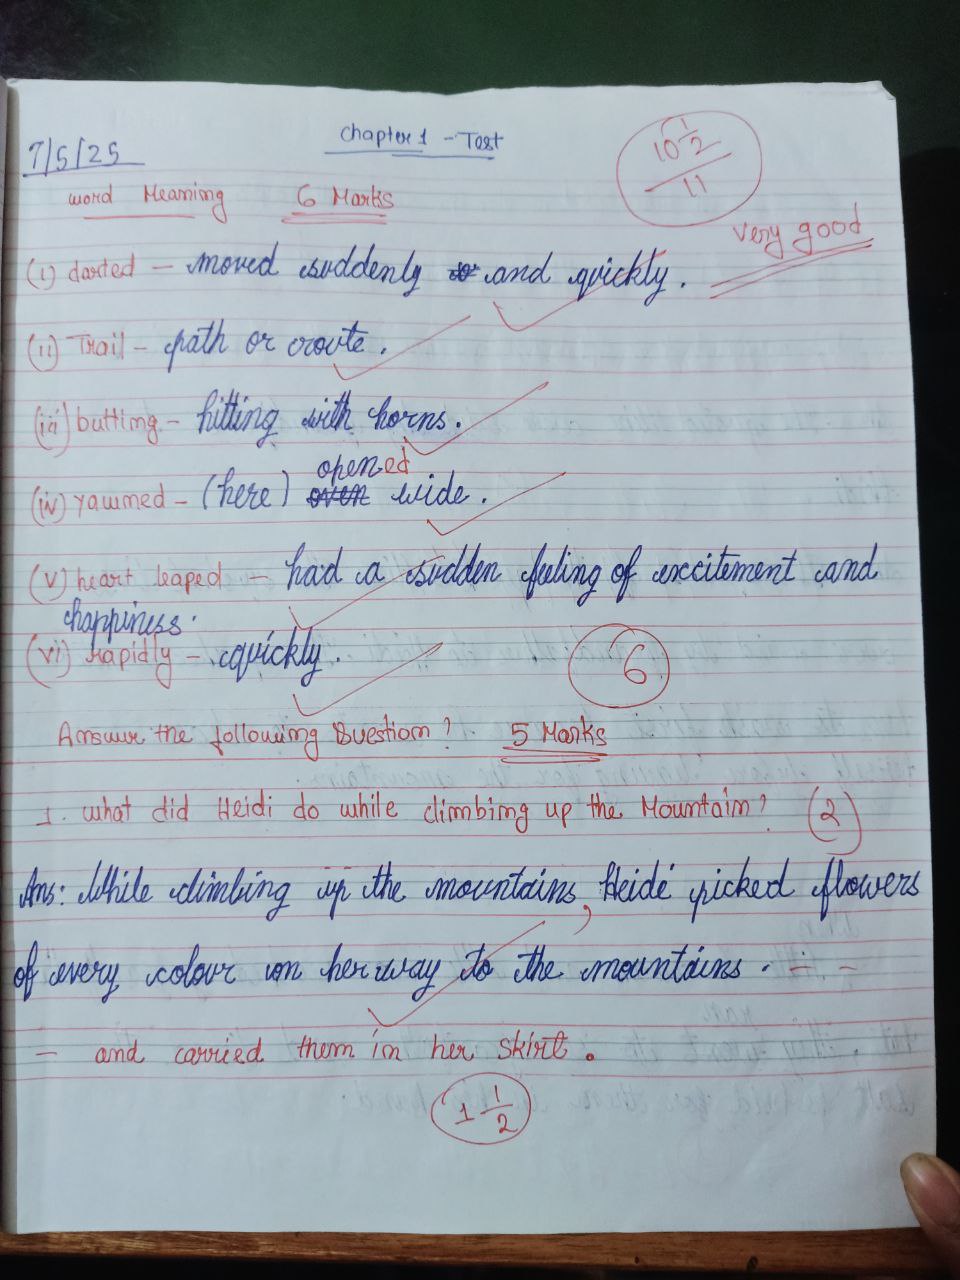 7/5/25
Chapter 1 - Test
10 1/2
11
word Meaning 6 Marks
very good
(i) darted – moved suddenly and quickly.
(ii) Trail – path or route.
(iii) butting – hitting with horns.
opened
(iv) yawned – (here) wide.
(v) heart leaped – had a sudden feeling of excitement and
happiness.
(vi) rapidly – quickly.
6
Answer the following Question? 5 Marks
1. What did Heidi do while climbing up the Mountain? (2)
Ans: While climbing up the mountains, Heidi picked flowers
of every colour on her way to the mountains. - -
– and carried them in her skirt.
1 1/2